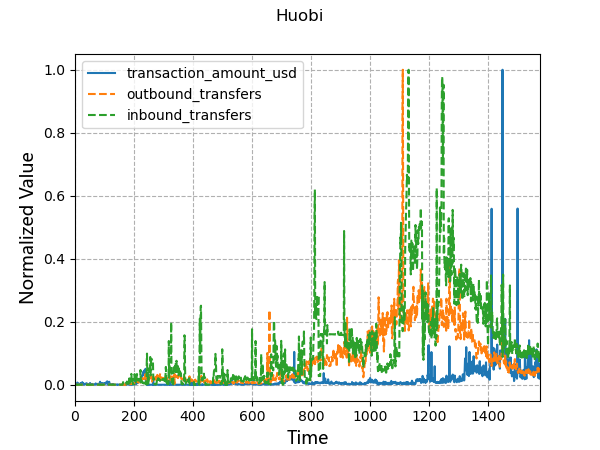 Huobi
transaction_amount_usd
outbound_transfers
inbound_transfers
1.0
0.8
0.6
0.4
0.2
0.0
Normalized Value
0 200 400 600 800 1000 1200 1400
Time